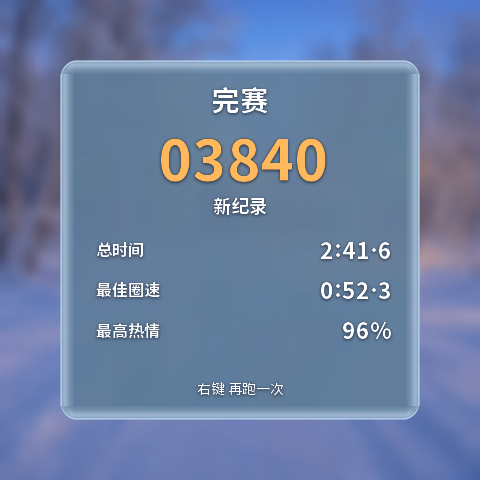 完赛
03840
新纪录
总时间 2:41·6
最佳圈速 0:52·3
最高热情 96%
右键 再跑一次